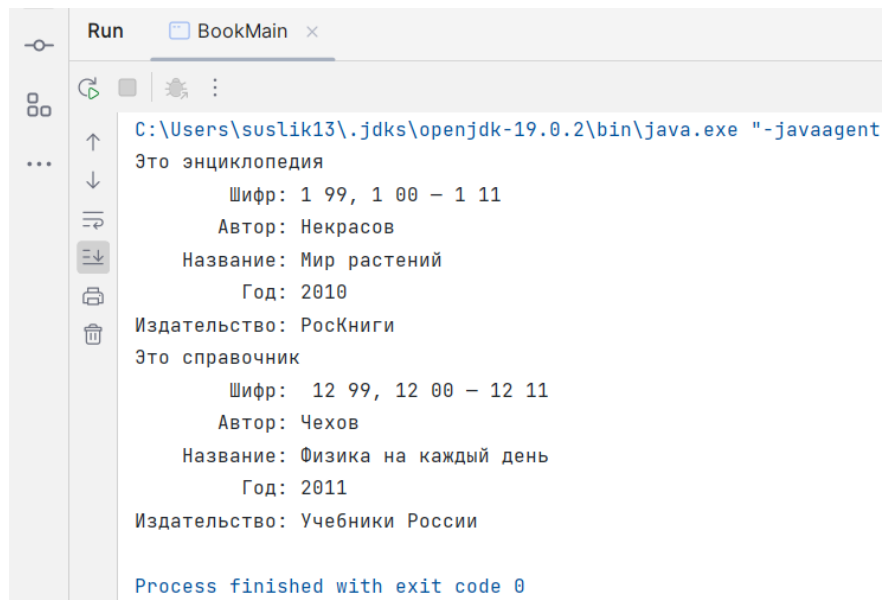 Run BookMain ×
C:\Users\suslik13\.jdks\openjdk-19.0.2\bin\java.exe "-javaagent
Это энциклопедия
Шифр: 1 99, 1 00 — 1 11
Автор: Некрасов
Название: Мир растений
Год: 2010
Издательство: РосКниги
Это справочник
Шифр:  12 99, 12 00 — 12 11
Автор: Чехов
Название: Физика на каждый день
Год: 2011
Издательство: Учебники России
Process finished with exit code 0